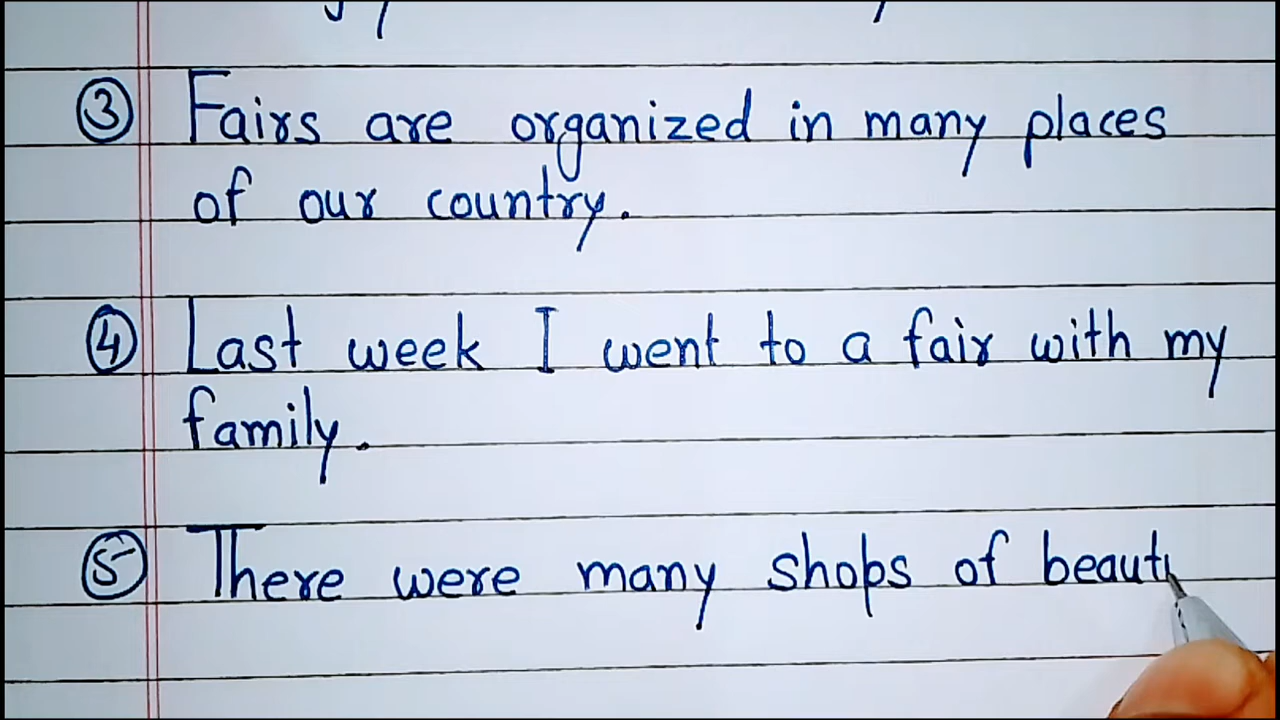 ③ Fairs are organized in many places
of our country.
④ Last week I went to a fair with my
family.
⑤ There were many shops of beauti